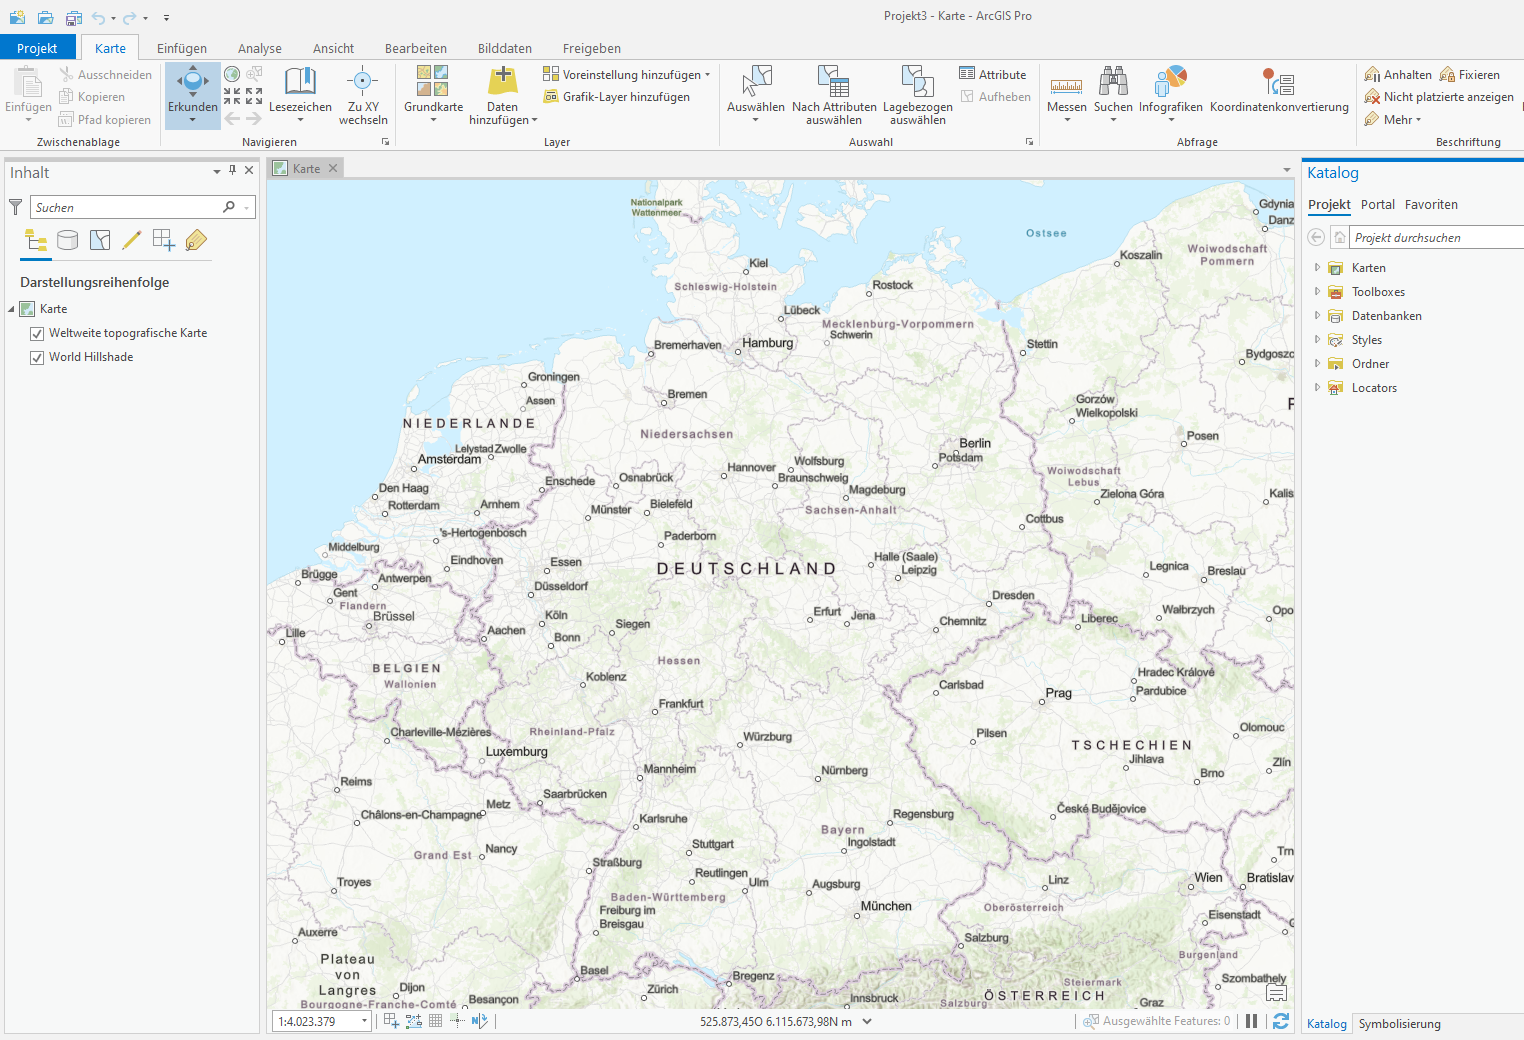 Projekt3 - Karte - ArcGIS Pro
Projekt
Karte
Einfügen
Analyse
Ansicht
Bearbeiten
Bilddaten
Freigeben
Einfügen
Ausschneiden
Kopieren
Pfad kopieren
Zwischenablage
Erkunden
Lesezeichen
Zu XY
wechseln
Navigieren
Grundkarte
Daten
hinzufügen
Voreinstellung hinzufügen
Grafik-Layer hinzufügen
Layer
Auswählen
Nach Attributen
auswählen
Lagebezogen
auswählen
Attribute
Aufheben
Auswahl
Messen
Suchen
Infografiken
Koordinatenkonvertierung
Abfrage
Anhalten
Fixieren
Nicht platzierte anzeigen
Mehr
Beschriftung
Inhalt
Suchen
Darstellungsreihenfolge
Karte
Weltweite topografische Karte
World Hillshade
Karte
Nationalpark
Wattenmeer
Ostsee
Gdynia
Danz
Woiwodschaft
Pommern
Koszalin
Kiel
Schleswig-Holstein
Rostock
Lübeck
Mecklenburg-Vorpommern
Schwerin
Bremerhaven
Hamburg
Stettin
Bydgoszc
Groningen
Assen
Bremen
Gorzów
Wielkopolski
NIEDERLANDE
Niedersachsen
Posen
Lelystad
Zwolle
Amsterdam
Berlin
Potsdam
Hannover
Wolfsburg
Braunschweig
Woiwodschaft
Lebus
Enschede
Osnabrück
Den Haag
Rotterdam
Arnhem
Münster
Bielefeld
Magdeburg
Sachsen-Anhalt
Zielona Góra
Kalis
Cottbus
's-Hertogenbosch
Paderborn
Middelburg
Eindhoven
Essen
DEUTSCHLAND
Halle (Saale)
Leipzig
Legnica
Breslau
Brügge
Antwerpen
Gent
Flandern
Brüssel
Düsseldorf
Dresden
Köln
Siegen
Erfurt
Jena
Chemnitz
Liberec
Walbrzych
Opo
Lille
Aachen
Bonn
BELGIEN
Wallonien
Hessen
Koblenz
Hradec Králové
Pardubice
Carlsbad
Prag
Frankfurt
Charleville-Mézières
Rheinland-Pfalz
Würzburg
Pilsen
Olomouc
Luxemburg
TSCHECHIEN
Jihlava
Zlín
Brno
Mannheim
Nürnberg
Reims
Saarbrücken
Metz
Châlons-en-Champagne
Karlsruhe
Regensburg
České Budějovice
Bayern
Ingolstadt
Stuttgart
Grand Est
Nancy
Straßburg
Reutlingen
Ulm
Augsburg
Linz
Wien
Bratislav
Troyes
Baden-Württemberg
Freiburg im
Breisgau
München
Oberösterreich
Eisenstadt
Auxerre
Salzburg
Burgenland
Plateau
von
Langres
Basel
Bregenz
Steiermark
Szombathely
Dijon
Zürich
Innsbruck
Salzburg
ÖSTERREICH
Graz
Bourgogne-Franche-Comté
Besançon
1:4.023.379
525.873,45O 6.115.673,98N m
Ausgewählte Features: 0
Katalog
Projekt
Portal
Favoriten
Projekt durchsuchen
Karten
Toolboxes
Datenbanken
Styles
Ordner
Locators
Katalog
Symbolisierung